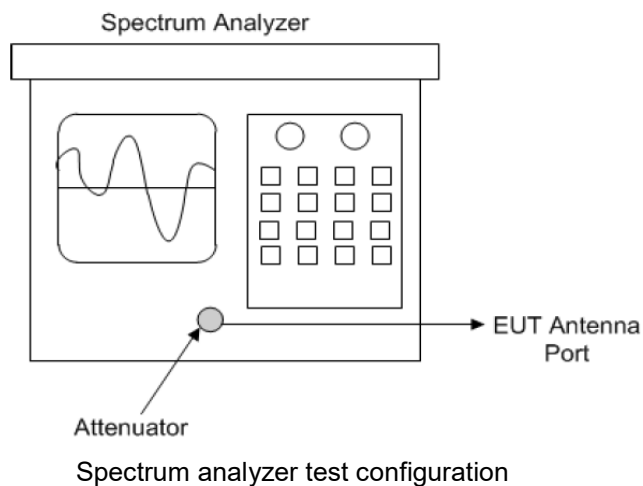 Spectrum Analyzer
EUT Antenna
Port
Attenuator
Spectrum analyzer test configuration